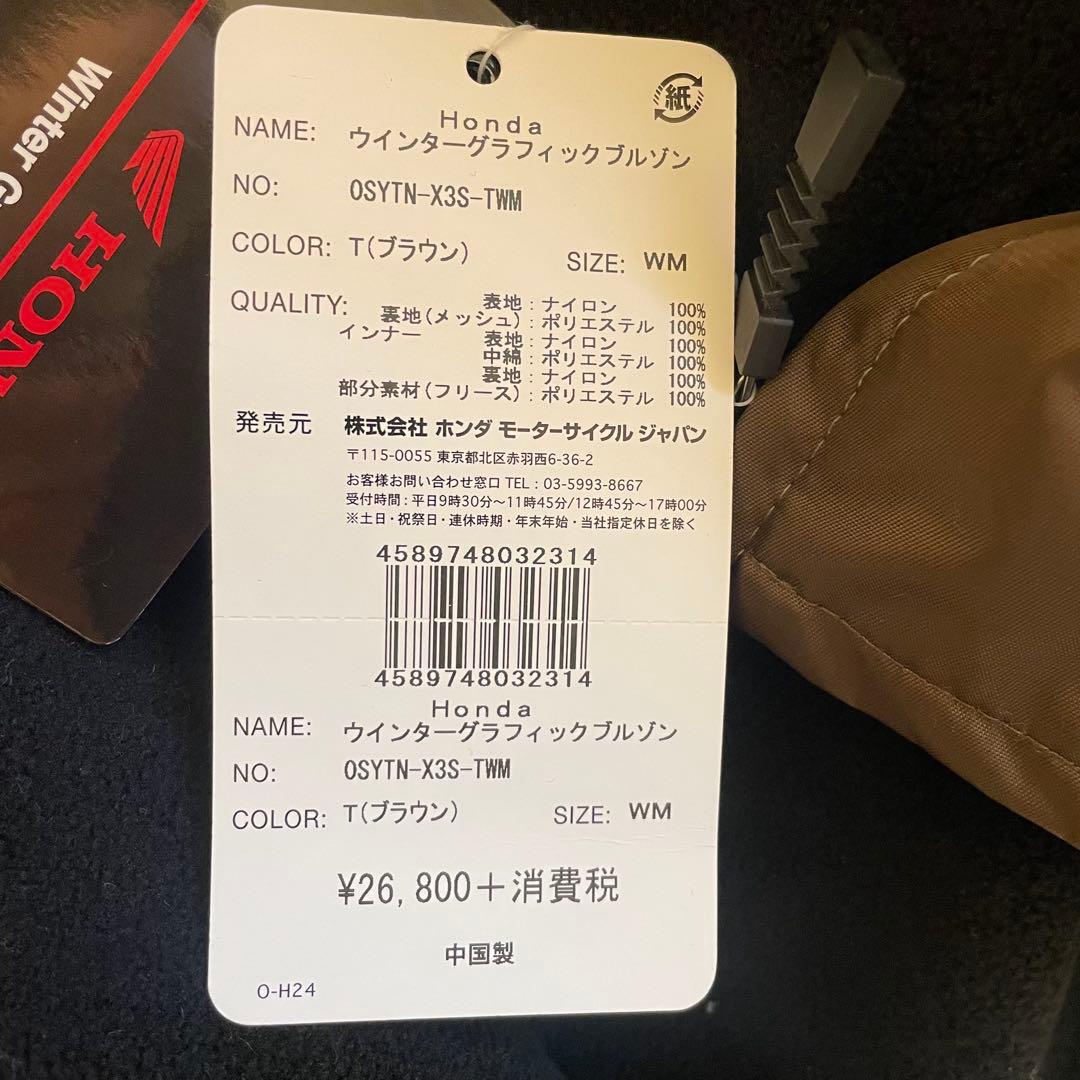 Winter G
HON
紙
NAME: Honda
ウインターグラフィックブルゾン
NO: 0SYTN-X3S-TWM
COLOR: T(ブラウン) SIZE: WM
QUALITY: 表地：ナイロン 100%
裏地(メッシュ)：ポリエステル 100%
インナー 表地：ナイロン 100%
中綿：ポリエステル 100%
裏地：ナイロン 100%
部分素材(フリース)：ポリエステル 100%
発売元 株式会社 ホンダ モーターサイクル ジャパン
〒115-0055 東京都北区赤羽西6-36-2
お客様お問い合わせ窓口 TEL：03-5993-8667
受付時間：平日9時30分～11時45分/12時45分～17時00分
※土日・祝祭日・連休時期・年末年始・当社指定休日を除く
4589748032314
4589748032314
NAME: Honda
ウインターグラフィックブルゾン
NO: 0SYTN-X3S-TWM
COLOR: T(ブラウン) SIZE: WM
¥26,800＋消費税
中国製
O-H24